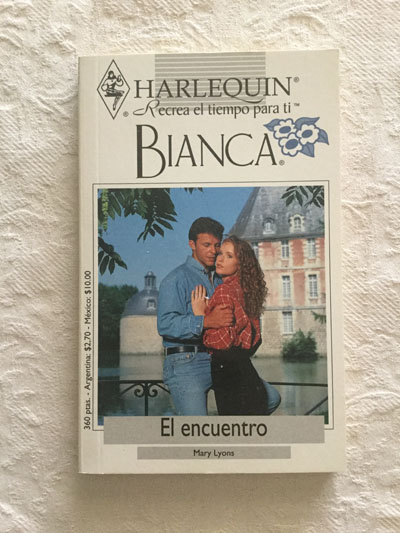 HARLEQUIN®
® Recrea el tiempo para ti™
BIANCA®
360 ptas. - Argentina: $2,70 - México: $10.00
El encuentro
Mary Lyons